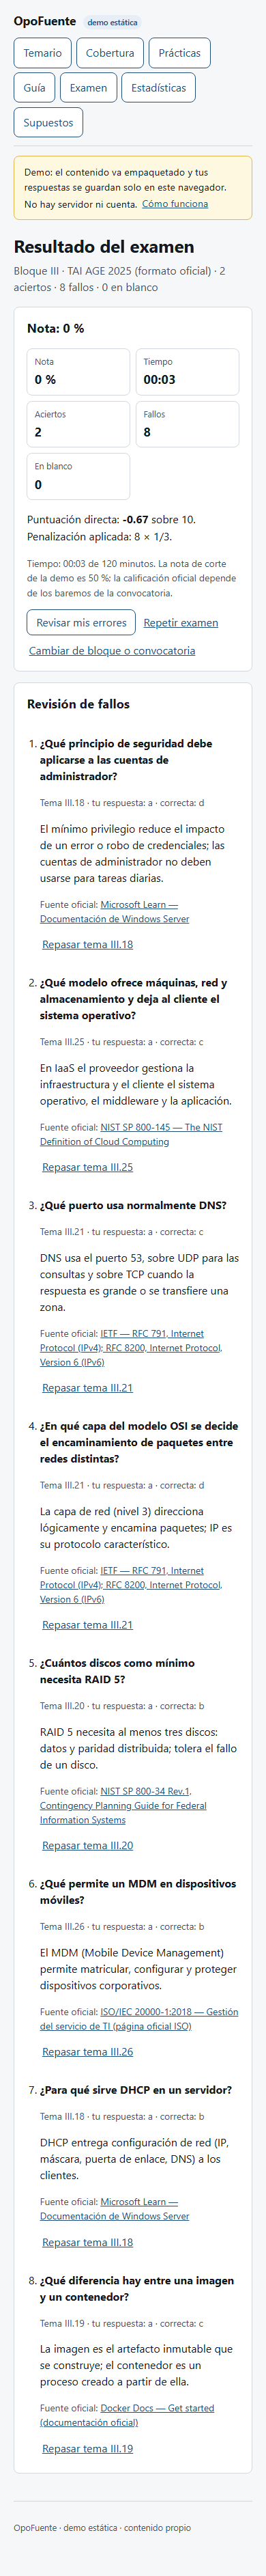 OpoFuente demo estática
Temario Cobertura Prácticas
Guía Examen Estadísticas
Supuestos
Demo: el contenido va empaquetado y tus
respuestas se guardan solo en este navegador.
No hay servidor ni cuenta. Cómo funciona
Resultado del examen
Bloque III · TAI AGE 2025 (formato oficial) · 2
aciertos · 8 fallos · 0 en blanco
Nota: 0 %
Nota Tiempo
0 % 00:03
Aciertos Fallos
2 8
En blanco
0
Puntuación directa: -0.67 sobre 10.
Penalización aplicada: 8 × 1/3.
Tiempo: 00:03 de 120 minutos. La nota de corte
de la demo es 50 %; la calificación oficial depende
de los baremos de la convocatoria.
Revisar mis errores Repetir examen
Cambiar de bloque o convocatoria
Revisión de fallos
1. ¿Qué principio de seguridad debe
aplicarse a las cuentas de
administrador?
Tema III.18 · tu respuesta: a · correcta: d
El mínimo privilegio reduce el impacto
de un error o robo de credenciales; las
cuentas de administrador no deben
usarse para tareas diarias.
Fuente oficial: Microsoft Learn —
Documentación de Windows Server
Repasar tema III.18
2. ¿Qué modelo ofrece máquinas, red y
almacenamiento y deja al cliente el
sistema operativo?
Tema III.25 · tu respuesta: a · correcta: c
En IaaS el proveedor gestiona la
infraestructura y el cliente el sistema
operativo, el middleware y la aplicación.
Fuente oficial: NIST SP 800-145 — The NIST
Definition of Cloud Computing
Repasar tema III.25
3. ¿Qué puerto usa normalmente DNS?
Tema III.21 · tu respuesta: a · correcta: c
DNS usa el puerto 53, sobre UDP para las
consultas y sobre TCP cuando la
respuesta es grande o se transfiere una
zona.
Fuente oficial: IETF — RFC 791, Internet
Protocol (IPv4); RFC 8200, Internet Protocol,
Version 6 (IPv6)
Repasar tema III.21
4. ¿En qué capa del modelo OSI se decide
el encaminamiento de paquetes entre
redes distintas?
Tema III.21 · tu respuesta: a · correcta: d
La capa de red (nivel 3) direcciona
lógicamente y encamina paquetes; IP es
su protocolo característico.
Fuente oficial: IETF — RFC 791, Internet
Protocol (IPv4); RFC 8200, Internet Protocol,
Version 6 (IPv6)
Repasar tema III.21
5. ¿Cuántos discos como mínimo
necesita RAID 5?
Tema III.20 · tu respuesta: a · correcta: b
RAID 5 necesita al menos tres discos:
datos y paridad distribuida; tolera el fallo
de un disco.
Fuente oficial: NIST SP 800-34 Rev.1,
Contingency Planning Guide for Federal
Information Systems
Repasar tema III.20
6. ¿Qué permite un MDM en dispositivos
móviles?
Tema III.26 · tu respuesta: a · correcta: b
El MDM (Mobile Device Management)
permite matricular, configurar y proteger
dispositivos corporativos.
Fuente oficial: ISO/IEC 20000-1:2018 — Gestión
del servicio de TI (página oficial ISO)
Repasar tema III.26
7. ¿Para qué sirve DHCP en un servidor?
Tema III.18 · tu respuesta: a · correcta: b
DHCP entrega configuración de red (IP,
máscara, puerta de enlace, DNS) a los
clientes.
Fuente oficial: Microsoft Learn —
Documentación de Windows Server
Repasar tema III.18
8. ¿Qué diferencia hay entre una imagen
y un contenedor?
Tema III.19 · tu respuesta: a · correcta: c
La imagen es el artefacto inmutable que
se construye; el contenedor es un
proceso creado a partir de ella.
Fuente oficial: Docker Docs — Get started
(documentación oficial)
Repasar tema III.19
OpoFuente · demo estática · contenido propio